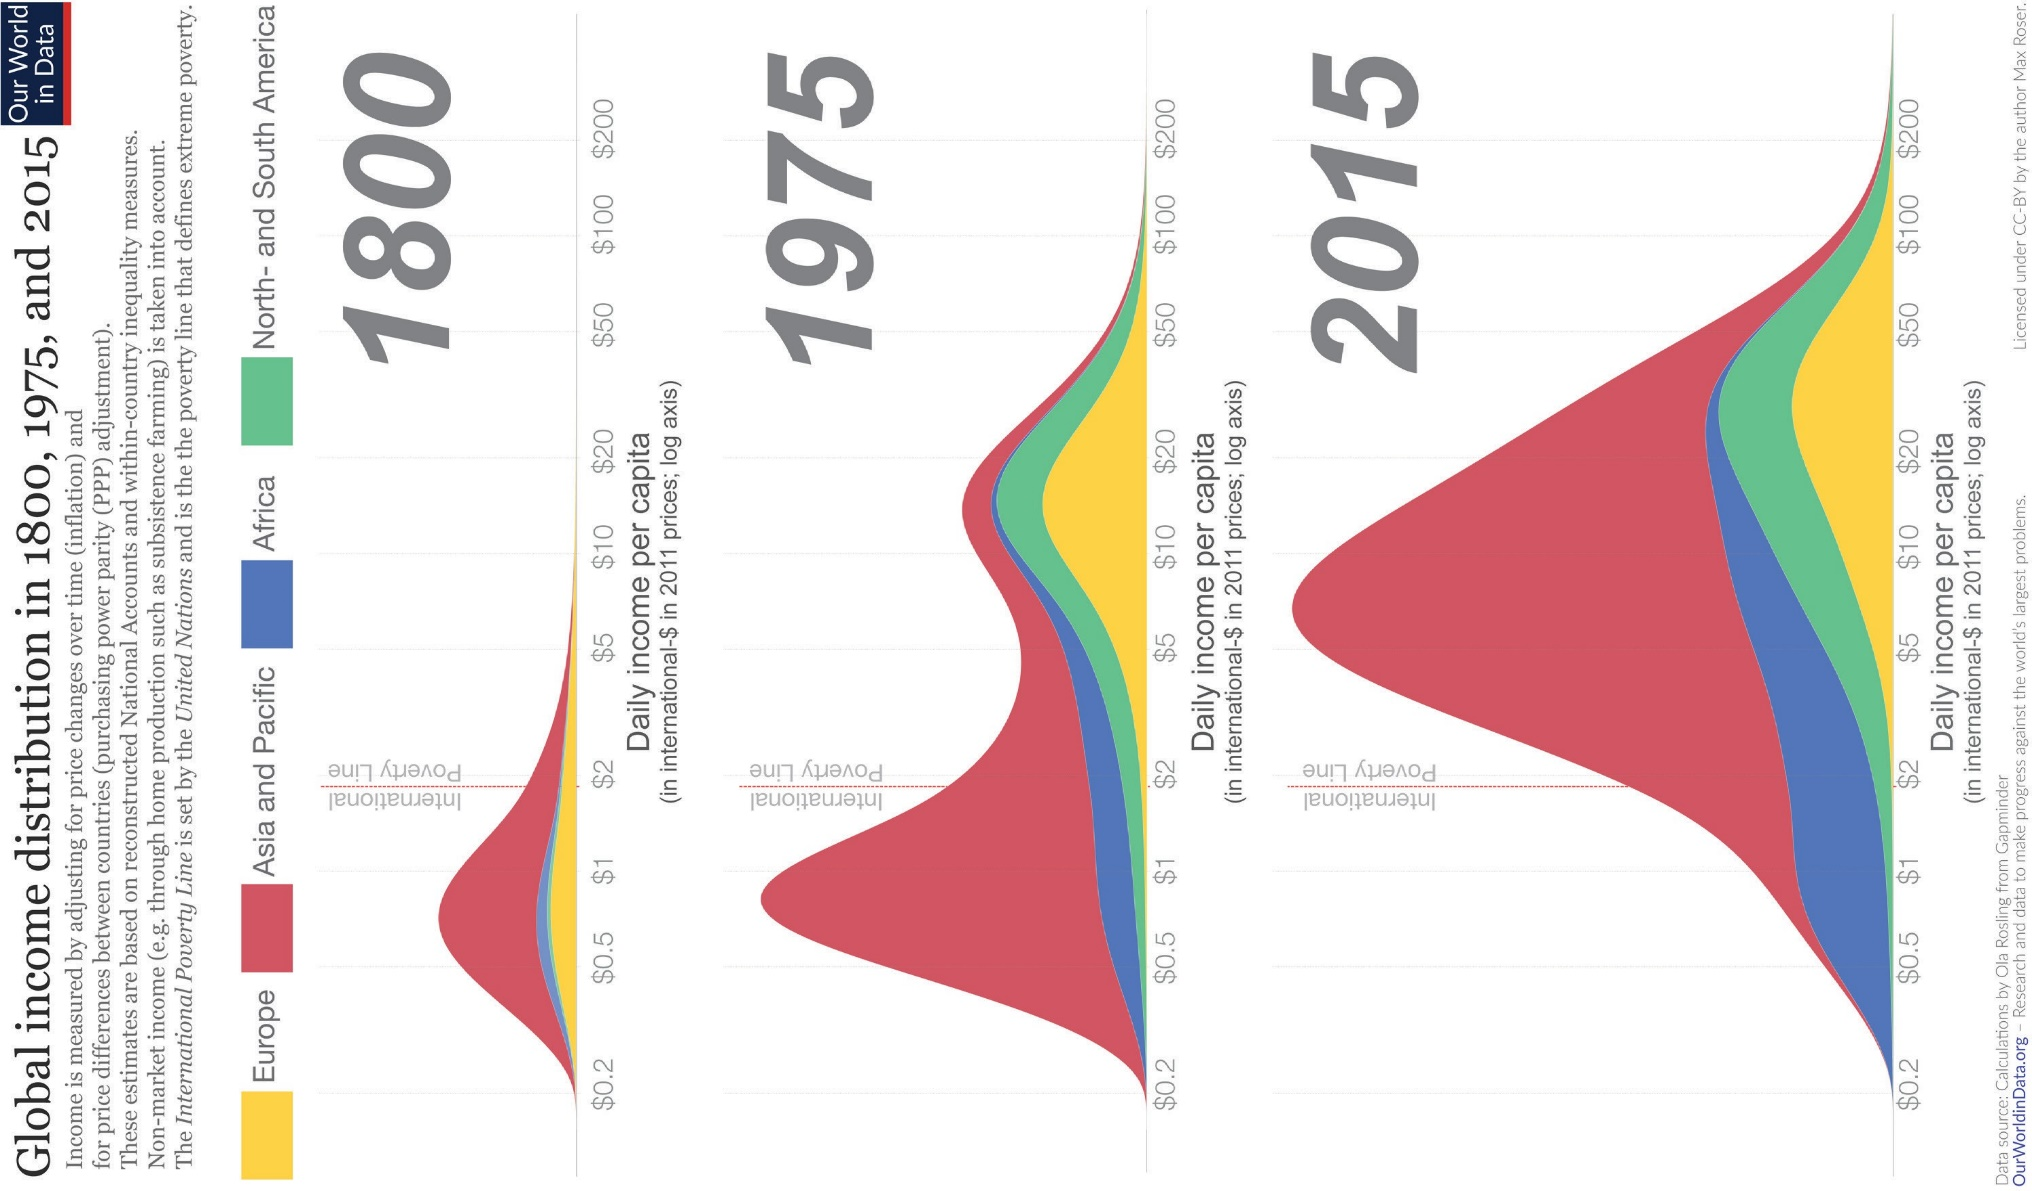 Global income distribution in 1800, 1975, and 2015
Our World
in Data
Income is measured by adjusting for price changes over time (inflation) and
for price differences between countries (purchasing power parity (PPP) adjustment).
These estimates are based on reconstructed National Accounts and within-country inequality measures.
Non-market income (e.g. through home production such as subsistence farming) is taken into account.
The International Poverty Line is set by the United Nations and is the the poverty line that defines extreme poverty.
Europe
Asia and Pacific
Africa
North- and South America
1800
International
Poverty Line
$0.2 $0.5 $1 $2 $5 $10 $20 $50 $100 $200
Daily income per capita
(in international-$ in 2011 prices; log axis)
1975
International
Poverty Line
$0.2 $0.5 $1 $2 $5 $10 $20 $50 $100 $200
Daily income per capita
(in international-$ in 2011 prices; log axis)
2015
International
Poverty Line
$0.2 $0.5 $1 $2 $5 $10 $20 $50 $100 $200
Daily income per capita
(in international-$ in 2011 prices; log axis)
Data source: Calculations by Ola Rosling from Gapminder
OurWorldinData.org – Research and data to make progress against the world's largest problems.
Licensed under CC-BY by the author Max Roser.